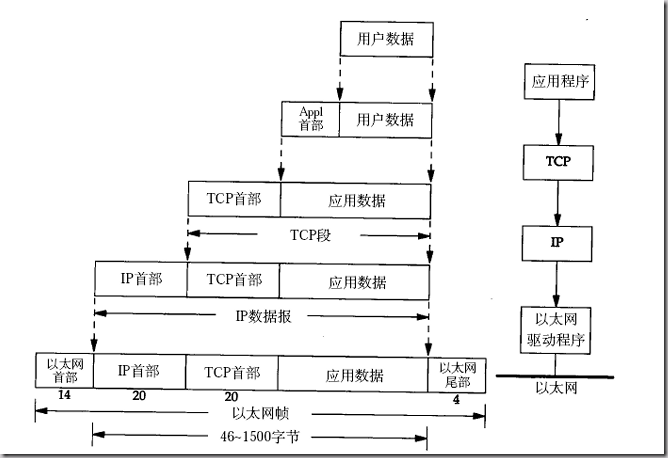 用户数据
Appl
首部
用户数据
TCP首部
应用数据
TCP段
IP首部
TCP首部
应用数据
IP数据报
以太网
首部
IP首部
TCP首部
应用数据
以太网
尾部
14
20
20
4
以太网帧
46~1500字节
应用程序
TCP
IP
以太网
驱动程序
以太网